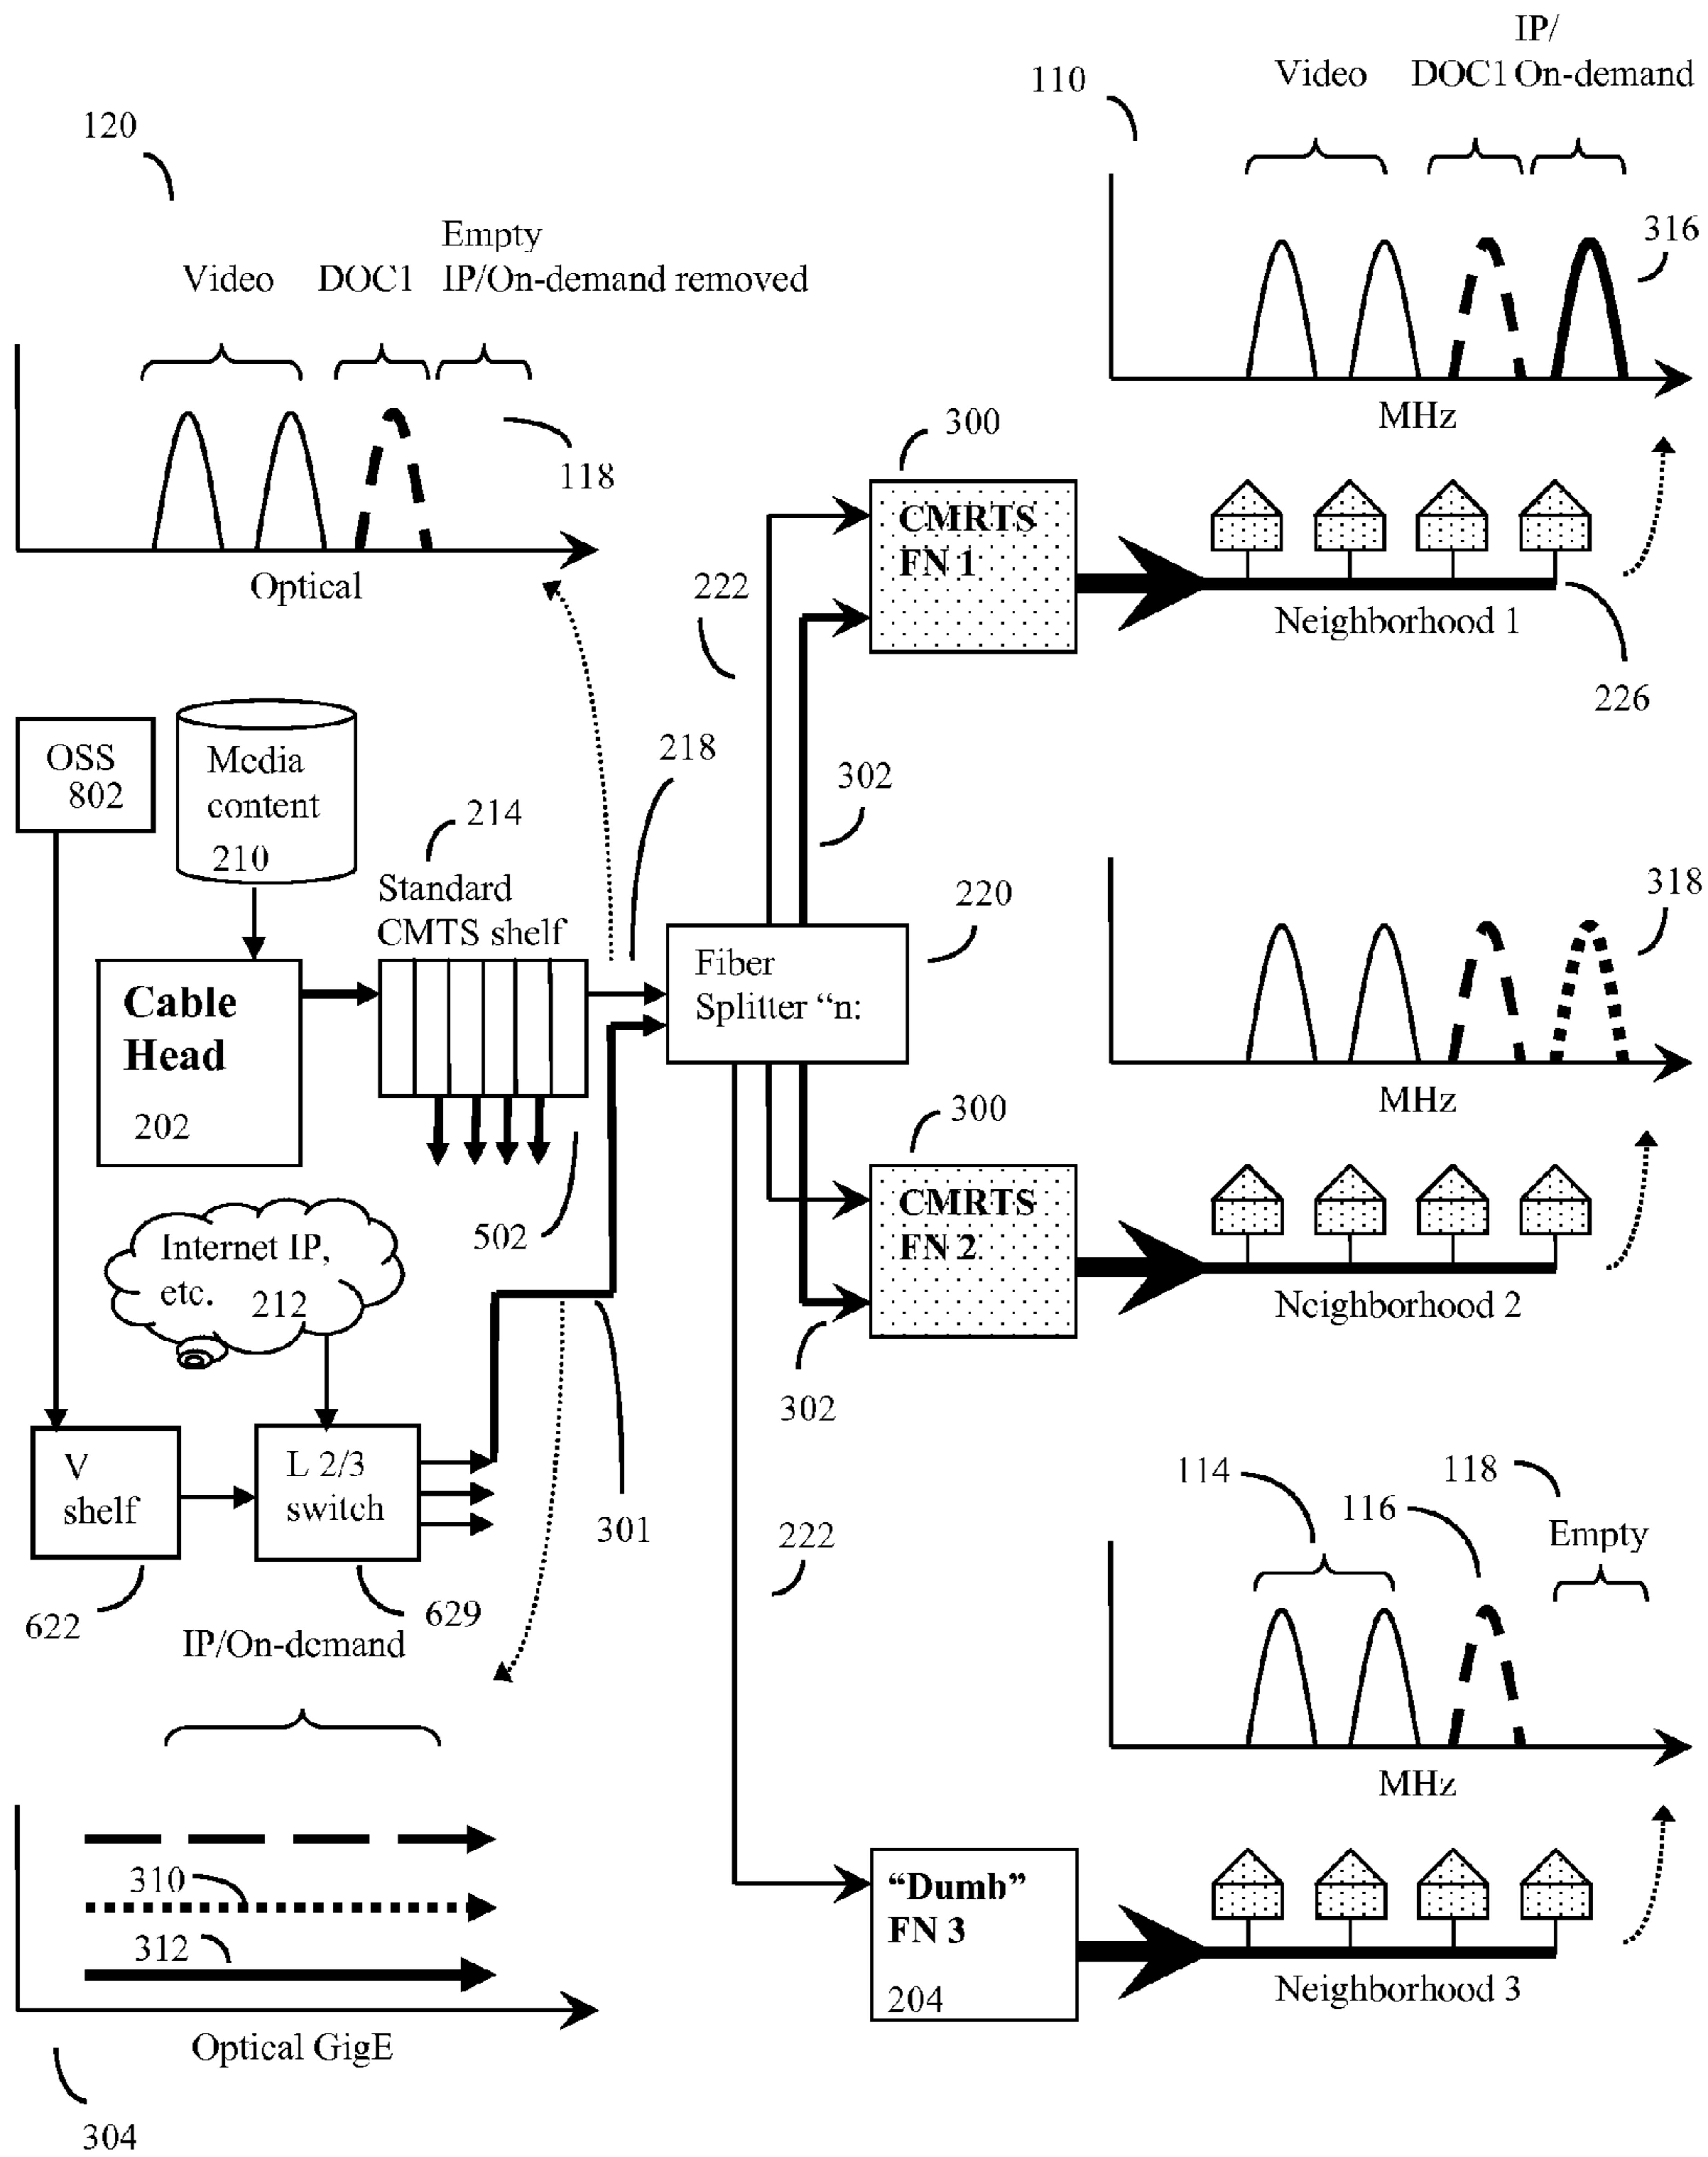 IP/
110
Video
DOC1 On-demand
120
316
Empty
Video
DOC1
IP/On-demand removed
MHz
300
118
CMRTS
FN 1
Optical
222
Neighborhood 1
226
OSS
802
Media
content
210
218
302
214
Standard
CMTS shelf
220
318
Fiber
Splitter “n:
Cable
Head
202
MHz
300
CMRTS
FN 2
502
Internet IP,
etc.
212
Neighborhood 2
302
V
shelf
L 2/3
switch
301
114
118
116
222
Empty
622
629
IP/On-demand
MHz
310
312
“Dumb”
FN 3
204
Neighborhood 3
Optical GigE
304